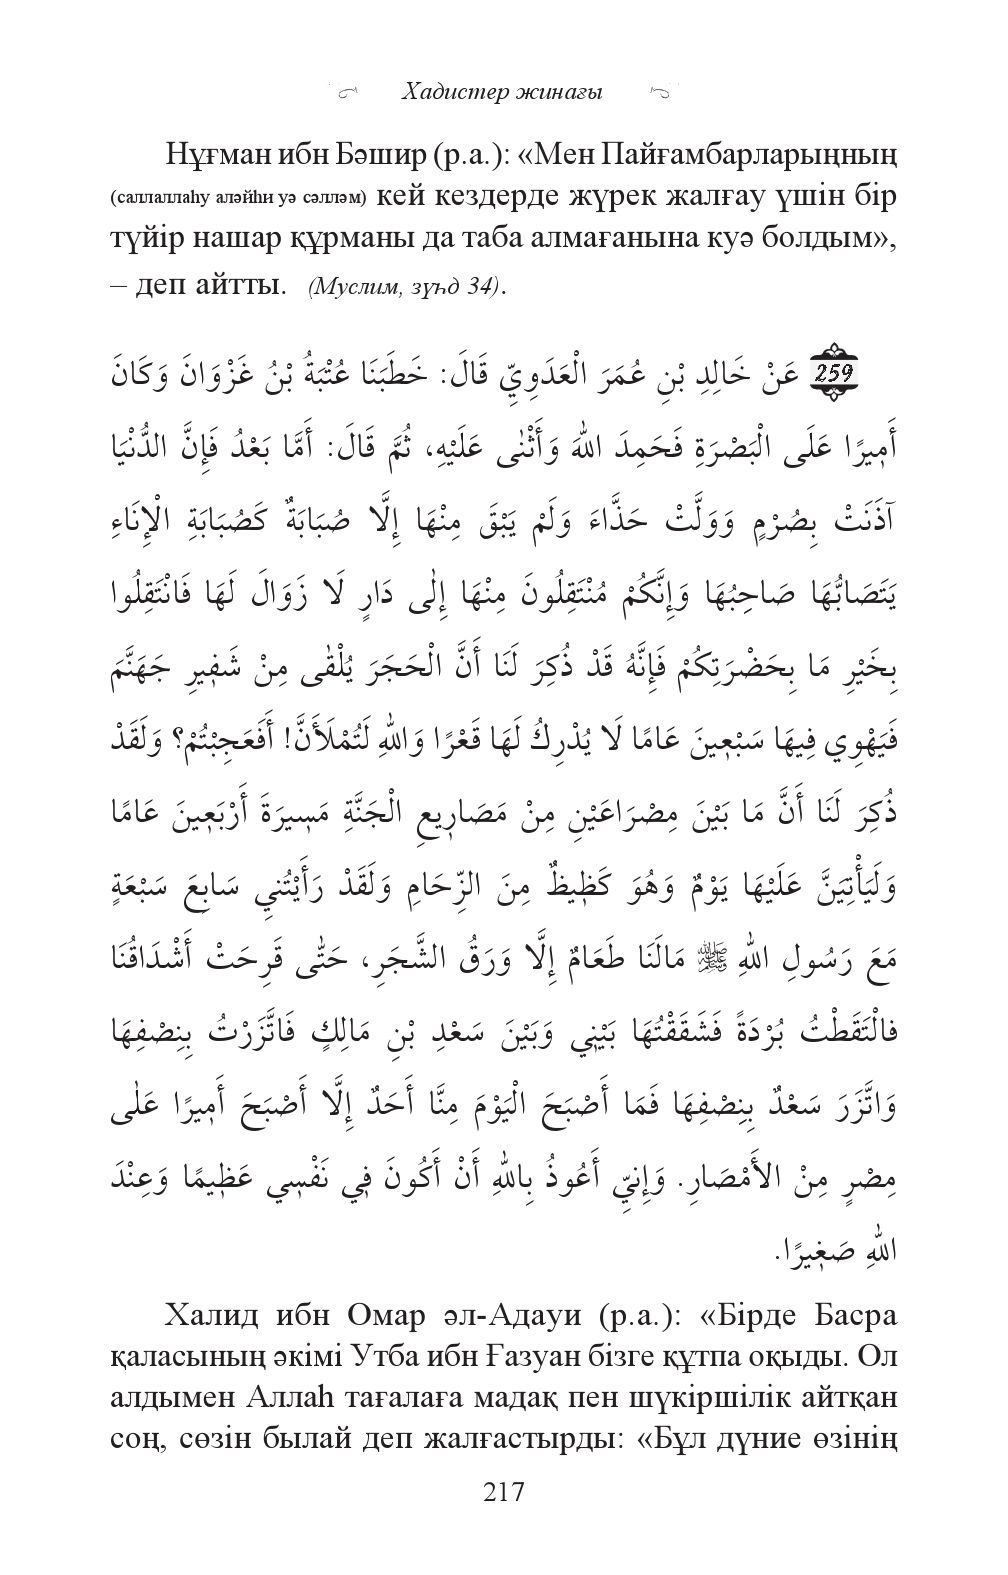 Хадистер жинағы
Нұғман ибн Бәшир (р.а.): «Мен Пайғамбарларыңның
(саллаллаһу аләйһи уә сәлләм) кей кездерде жүрек жалғау үшін бір
түйір нашар құрманы да таба алмағанына куә болдым»,
– деп айтты. (Муслим, зүһд 34).
259 عَنْ خَالِدِ بْنِ عُمَرَ الْعَدَوِيِّ قَالَ: خَطَبَنَا عُتْبَةُ بْنُ غَزْوَانَ وَكَانَ
أَمِيرًا عَلَى الْبَصْرَةِ فَحَمِدَ اللهَ وَأَثْنٰى عَلَيْهِ، ثُمَّ قَالَ: أَمَّا بَعْدُ فَإِنَّ الدُّنْيَا
آذَنَتْ بِصُرْمٍ وَوَلَّتْ حَذَّاءَ وَلَمْ يَبْقَ مِنْهَا إِلَّا صُبَابَةٌ كَصُبَابَةِ الْإِنَاءِ
يَتَصَابُّهَا صَاحِبُهَا وَإِنَّكُمْ مُنْتَقِلُونَ مِنْهَا إِلٰى دَارٍ لَا زَوَالَ لَهَا فَانْتَقِلُوا
بِخَيْرِ مَا بِحَضْرَتِكُمْ فَإِنَّهُ قَدْ ذُكِرَ لَنَا أَنَّ الْحَجَرَ يُلْقٰى مِنْ شَفِيرِ جَهَنَّمَ
فَيَهْوِي فِيهَا سَبْعِينَ عَامًا لَا يُدْرِكُ لَهَا قَعْرًا وَاللهِ لَتُمْلَأَنَّ! أَفَعَجِبْتُمْ؟ وَلَقَدْ
ذُكِرَ لَنَا أَنَّ مَا بَيْنَ مِصْرَاعَيْنِ مِنْ مَصَارِيعِ الْجَنَّةِ مَسِيرَةَ أَرْبَعِينَ عَامًا
وَلَيَأْتِيَنَّ عَلَيْهَا يَوْمٌ وَهُوَ كَظِيظٌ مِنَ الزِّحَامِ وَلَقَدْ رَأَيْتُنِي سَابِعَ سَبْعَةٍ
مَعَ رَسُولِ اللهِ ﷺ مَالَنَا طَعَامٌ إِلَّا وَرَقُ الشَّجَرِ، حَتّٰى قَرِحَتْ أَشْدَاقُنَا
فالْتَقَطْتُ بُرْدَةً فَشَقَقْتُهَا بَيْنِي وَبَيْنَ سَعْدِ بْنِ مَالِكٍ فَاتَّزَرْتُ بِنِصْفِهَا
وَاتَّزَرَ سَعْدٌ بِنِصْفِهَا فَمَا أَصْبَحَ الْيَوْمَ مِنَّا أَحَدٌ إِلَّا أَصْبَحَ أَمِيرًا عَلٰى
مِصْرٍ مِنْ الأَمْصَارِ. وَإِنِّي أَعُوذُ بِاللهِ أَنْ أَكُونَ فِي نَفْسِي عَظِيمًا وَعِنْدَ
اللهِ صَغِيرًا.
Халид ибн Омар әл-Адауи (р.а.): «Бірде Басра
қаласының әкімі Утба ибн Ғазуан бізге құтпа оқыды. Ол
алдымен Аллаһ тағалаға мадақ пен шүкіршілік айтқан
соң, сөзін былай деп жалғастырды: «Бұл дүние өзінің
217